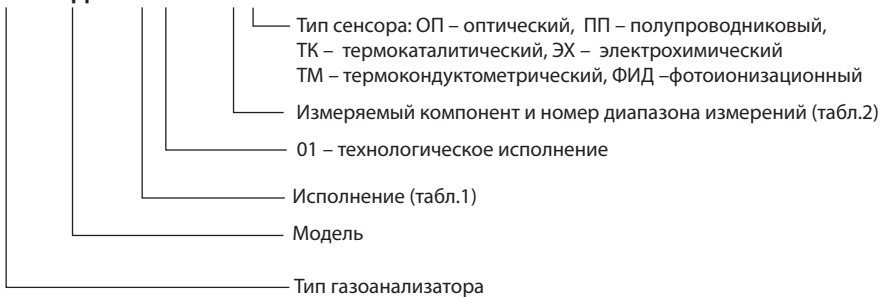 Тип сенсора: ОП – оптический, ПП – полупроводниковый,
ТК – термокаталитический, ЭХ – электрохимический
ТМ – термокондуктометрический, ФИД –фотоионизационный
Измеряемый компонент и номер диапазона измерений (табл.2)
01 – технологическое исполнение
Исполнение (табл.1)
Модель
Тип газоанализатора